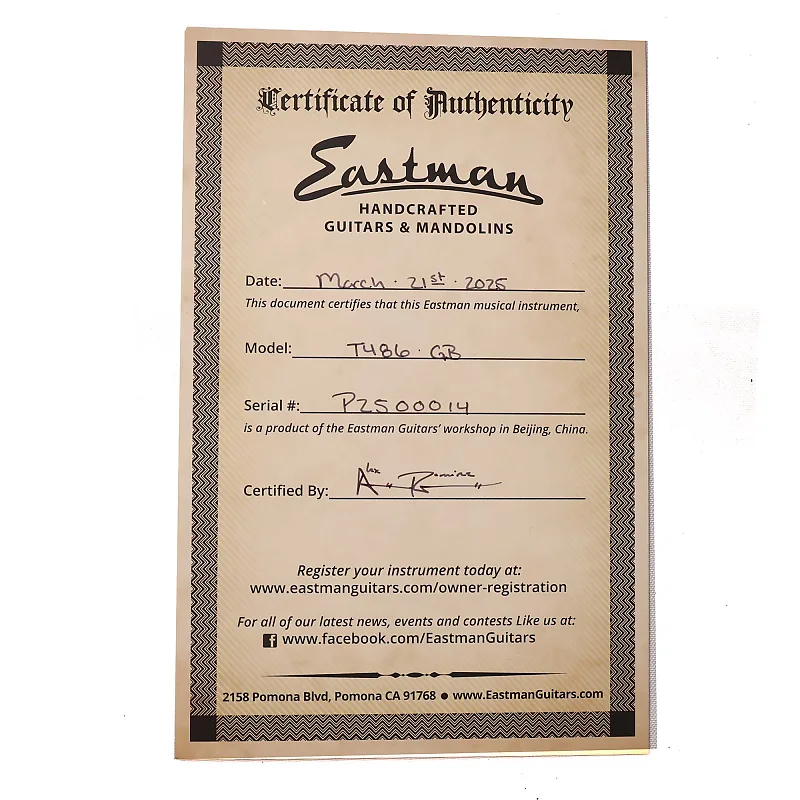 Certificate of Authenticity
Eastman
HANDCRAFTED
GUITARS & MANDOLINS
Date: March · 21st · 2025
This document certifies that this Eastman musical instrument,
Model: T486 · GB
Serial #: P2500014
is a product of the Eastman Guitars' workshop in Beijing, China.
Certified By: Alex
Register your instrument today at:
www.eastmanguitars.com/owner-registration
For all of our latest news, events and contests Like us at:
f www.facebook.com/EastmanGuitars
2158 Pomona Blvd, Pomona CA 91768 ● www.EastmanGuitars.com